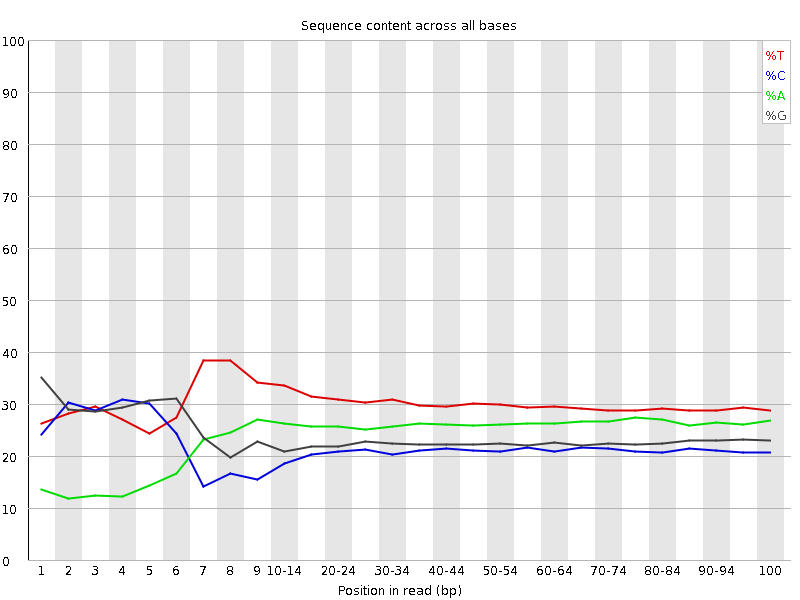 Sequence content across all bases
100
90
80
70
60
50
40
30
20
10
0
%T
%C
%A
%G
1 2 3 4 5 6 7 8 9 10-14 20-24 30-34 40-44 50-54 60-64 70-74 80-84 90-94 100
Position in read (bp)